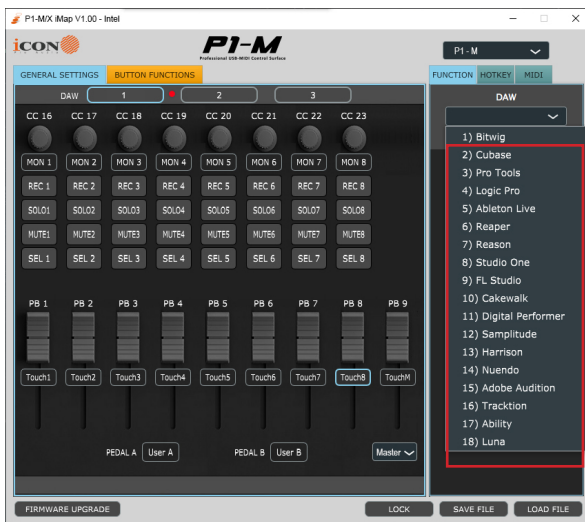 P1-M/X iMap V1.00 - Intel
icon
P1-M
Professional USB-MIDI Control Surface
P1-M
GENERAL SETTINGS BUTTON FUNCTIONS
FUNCTION HOTKEY MIDI
DAW 1 2 3
DAW
CC 16 CC 17 CC 18 CC 19 CC 20 CC 21 CC 22 CC 23
MON 1 MON 2 MON 3 MON 4 MON 5 MON 6 MON 7 MON 8
REC 1 REC 2 REC 3 REC 4 REC 5 REC 6 REC 7 REC 8
SOLO1 SOLO2 SOLO3 SOLO4 SOLO5 SOLO6 SOLO7 SOLO8
MUTE1 MUTE2 MUTE3 MUTE4 MUTE5 MUTE6 MUTE7 MUTE8
SEL 1 SEL 2 SEL 3 SEL 4 SEL 5 SEL 6 SEL 7 SEL 8
PB 1 PB 2 PB 3 PB 4 PB 5 PB 6 PB 7 PB 8 PB 9
Touch1 Touch2 Touch3 Touch4 Touch5 Touch6 Touch7 Touch8 TouchM
PEDAL A User A PEDAL B User B Master
1) Bitwig
2) Cubase
3) Pro Tools
4) Logic Pro
5) Ableton Live
6) Reaper
7) Reason
8) Studio One
9) FL Studio
10) Cakewalk
11) Digital Performer
12) Samplitude
13) Harrison
14) Nuendo
15) Adobe Audition
16) Tracktion
17) Ability
18) Luna
FIRMWARE UPGRADE LOCK SAVE FILE LOAD FILE